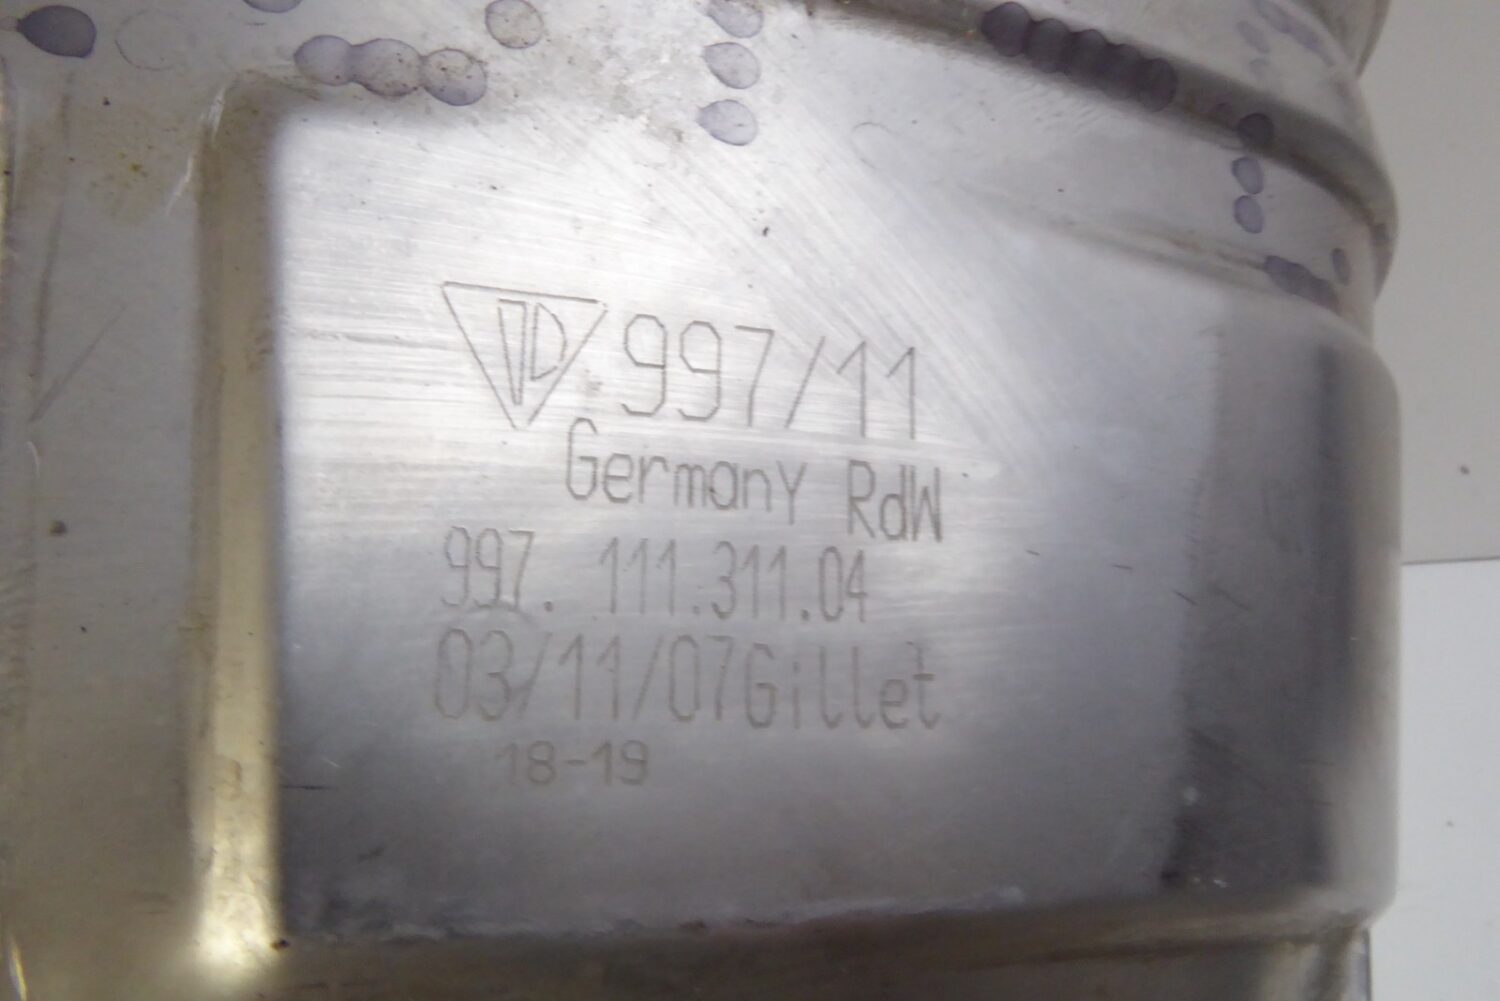 997/11
Germany RdW
997. 111.311.04
03/11/07Gillet
18-19